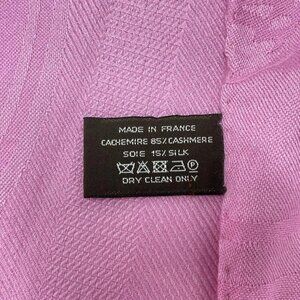 MADE IN FRANCE
CACHEMIRE 85% CASHMERE
SOIE 15% SILK
P
DRY CLEAN ONLY